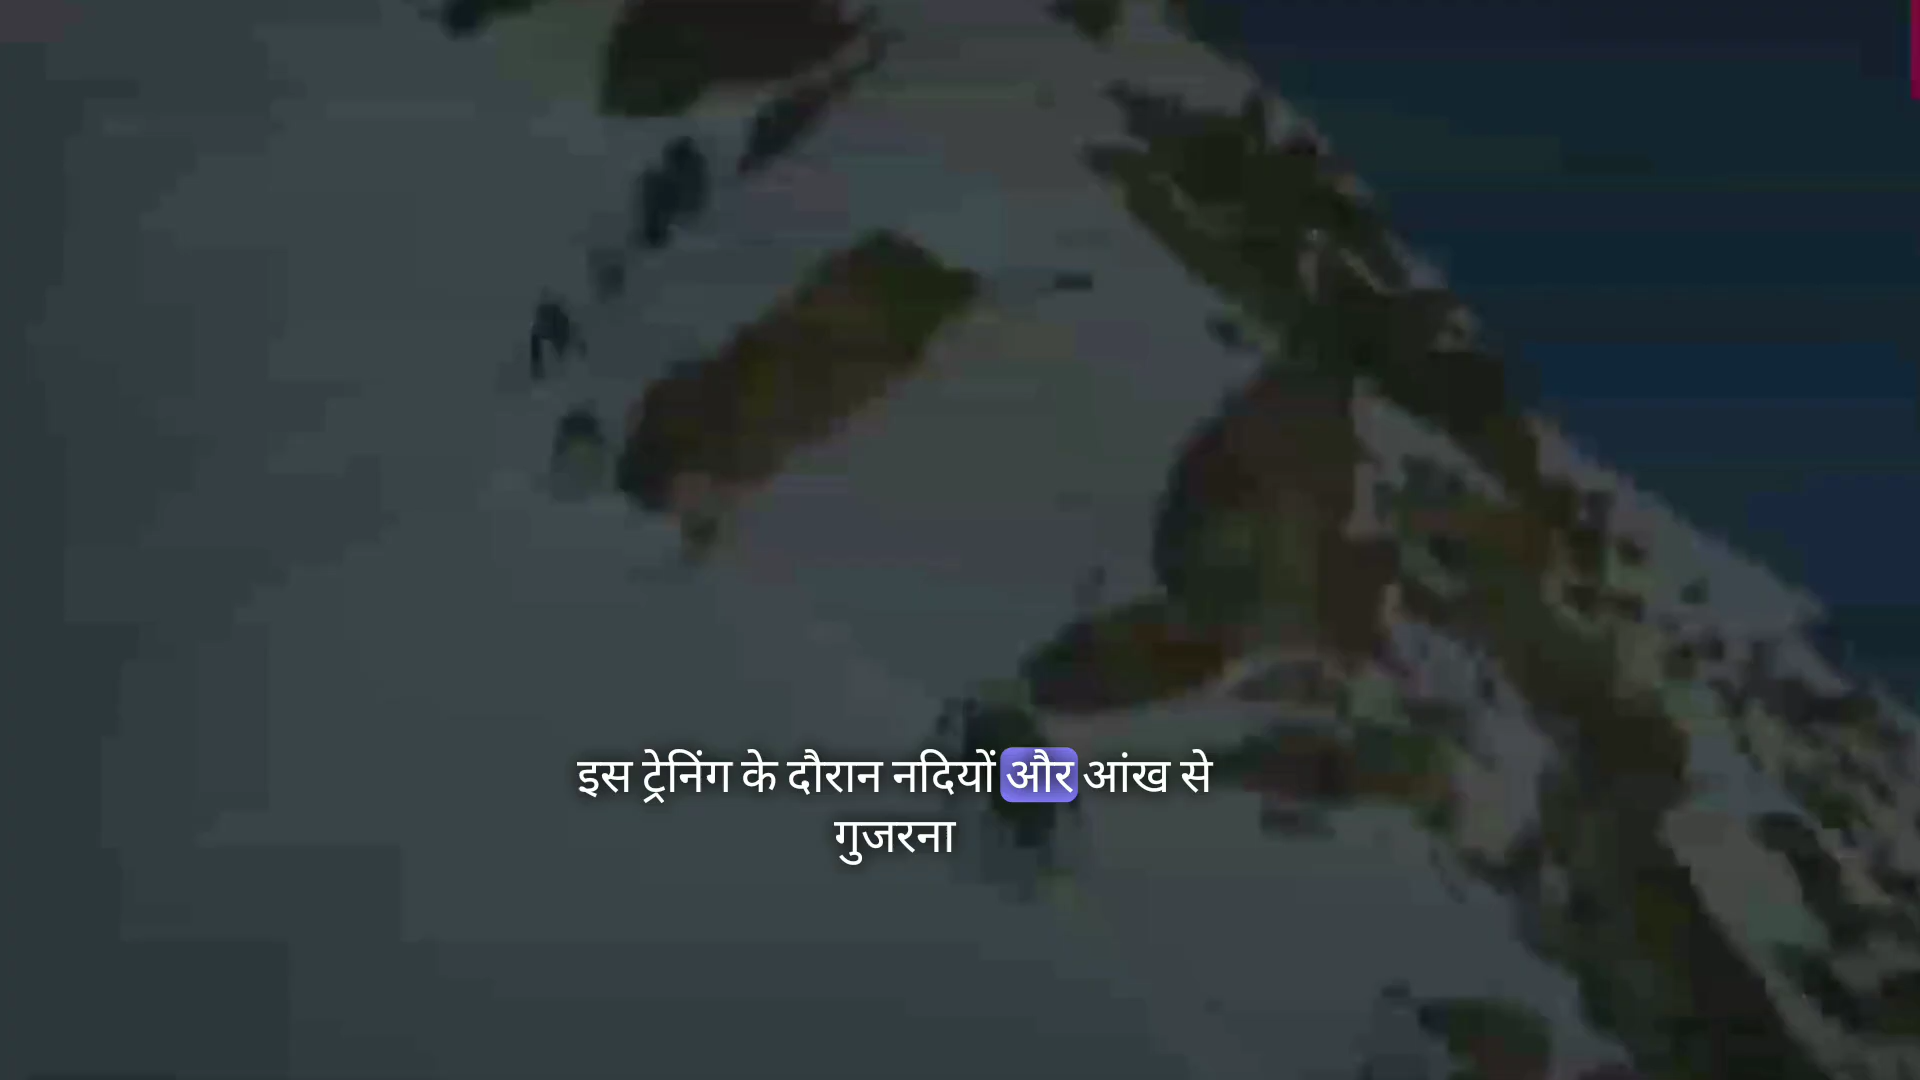 इस ट्रेनिंग के दौरान नदियों और आंख से
गुजरना